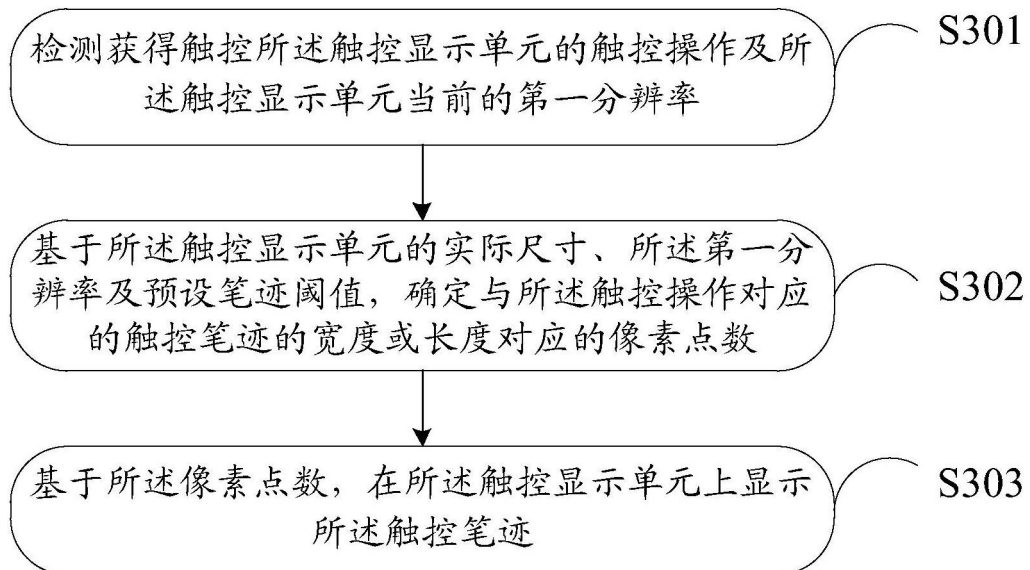 检测获得触控所述触控显示单元的触控操作及所
述触控显示单元当前的第一分辨率
S301
基于所述触控显示单元的实际尺寸、所述第一分
辨率及预设笔迹阈值，确定与所述触控操作对应
的触控笔迹的宽度或长度对应的像素点数
S302
基于所述像素点数，在所述触控显示单元上显示
所述触控笔迹
S303